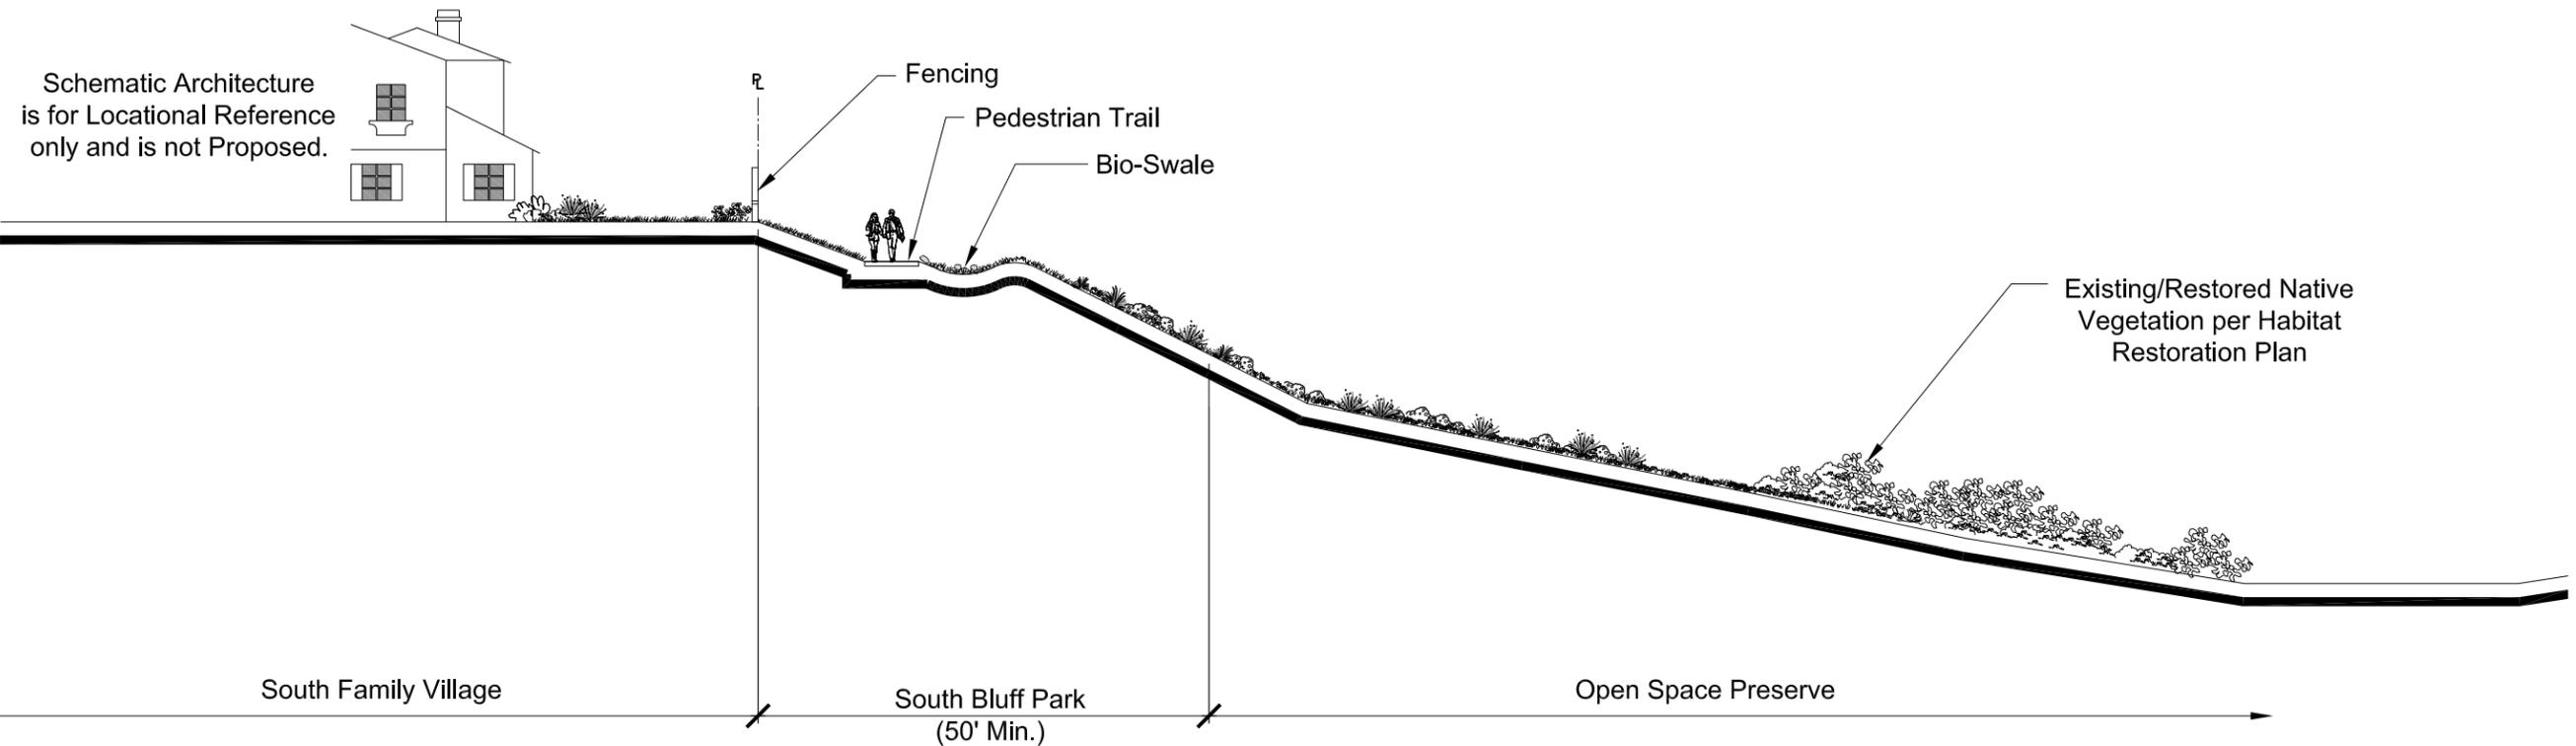 Schematic Architecture
is for Locational Reference
only and is not Proposed.
PL
Fencing
Pedestrian Trail
Bio-Swale
Existing/Restored Native
Vegetation per Habitat
Restoration Plan
South Family Village
South Bluff Park
(50' Min.)
Open Space Preserve